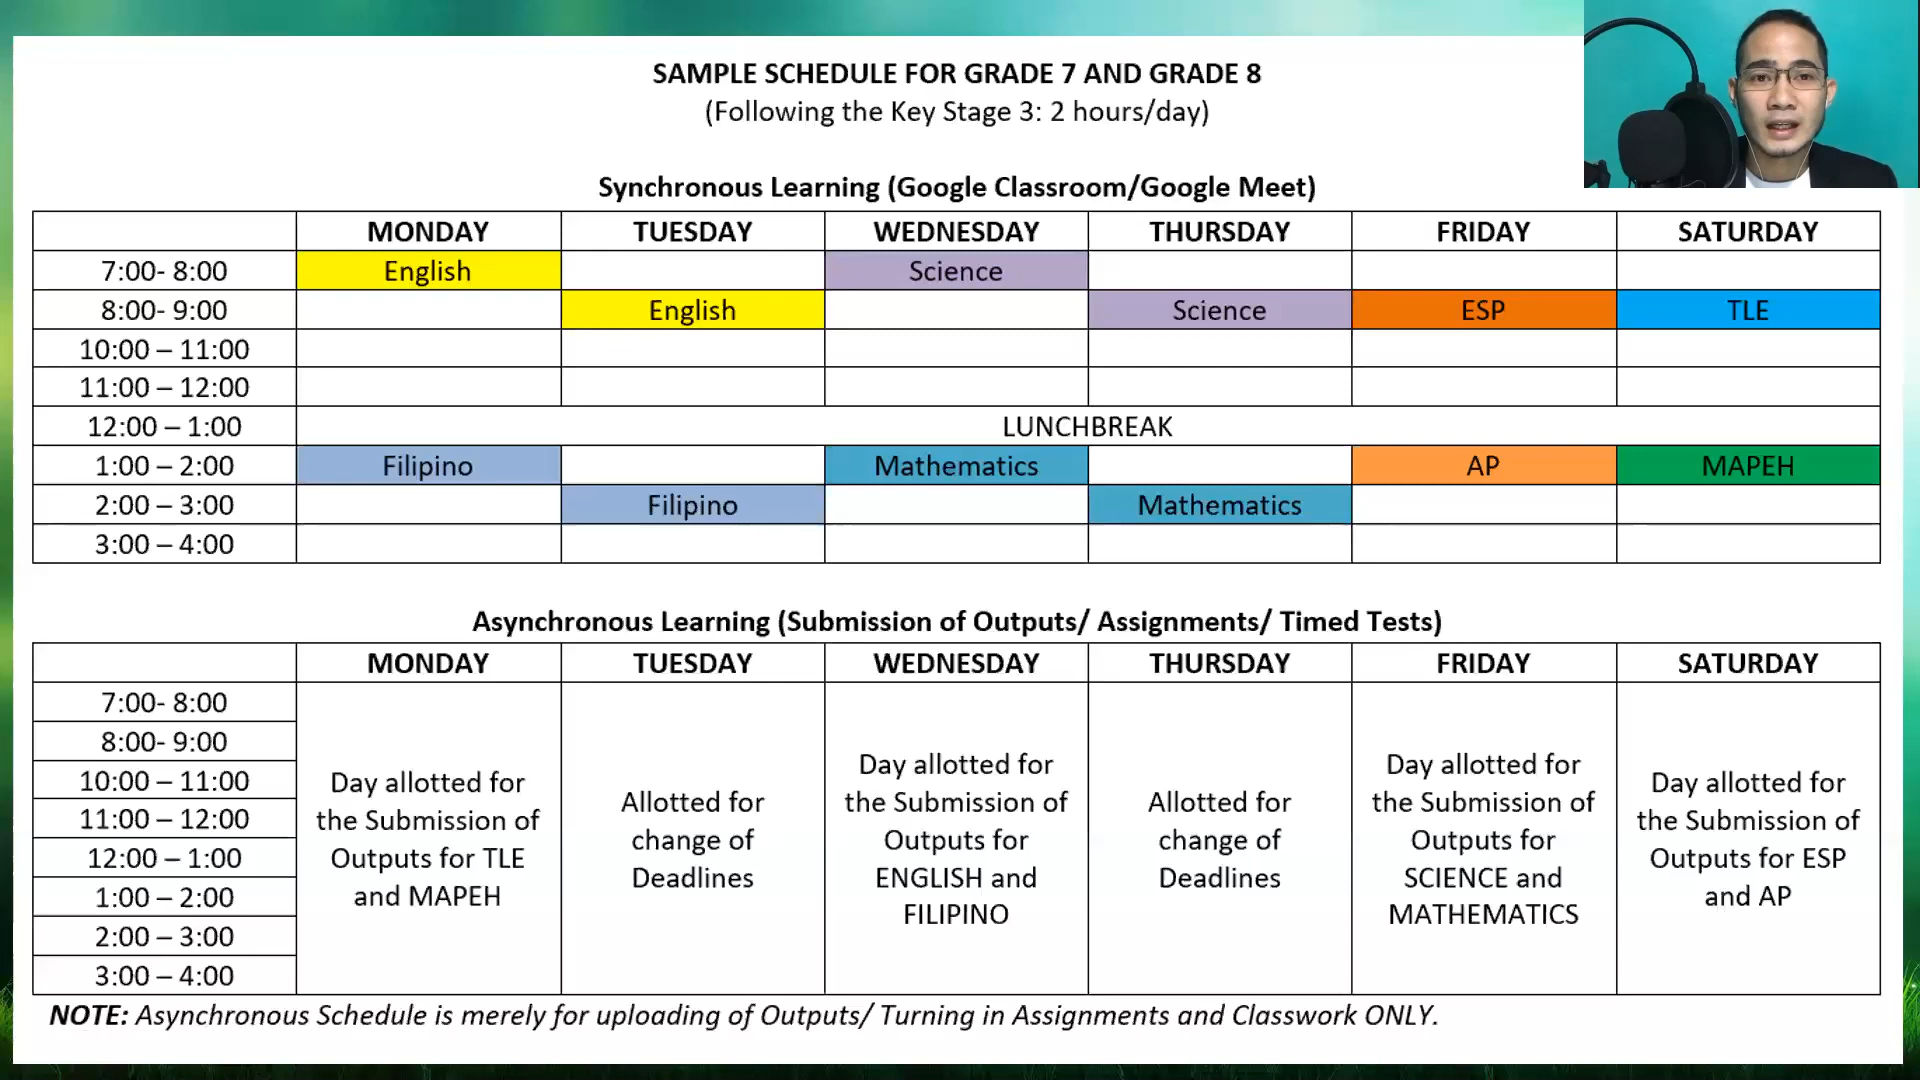 SAMPLE SCHEDULE FOR GRADE 7 AND GRADE 8
(Following the Key Stage 3: 2 hours/day)
Synchronous Learning (Google Classroom/Google Meet)
MONDAY TUESDAY WEDNESDAY THURSDAY FRIDAY SATURDAY
7:00- 8:00 English Science
8:00- 9:00 English Science ESP TLE
10:00 – 11:00
11:00 – 12:00
12:00 – 1:00 LUNCHBREAK
1:00 – 2:00 Filipino Mathematics AP MAPEH
2:00 – 3:00 Filipino Mathematics
3:00 – 4:00
Asynchronous Learning (Submission of Outputs/ Assignments/ Timed Tests)
MONDAY TUESDAY WEDNESDAY THURSDAY FRIDAY SATURDAY
7:00- 8:00
8:00- 9:00
10:00 – 11:00
11:00 – 12:00
12:00 – 1:00
1:00 – 2:00
2:00 – 3:00
3:00 – 4:00
Day allotted for
the Submission of
Outputs for TLE
and MAPEH
Allotted for
change of
Deadlines
Day allotted for
the Submission of
Outputs for
ENGLISH and
FILIPINO
Allotted for
change of
Deadlines
Day allotted for
the Submission of
Outputs for
SCIENCE and
MATHEMATICS
Day allotted for
the Submission of
Outputs for ESP
and AP
NOTE: Asynchronous Schedule is merely for uploading of Outputs/ Turning in Assignments and Classwork ONLY.